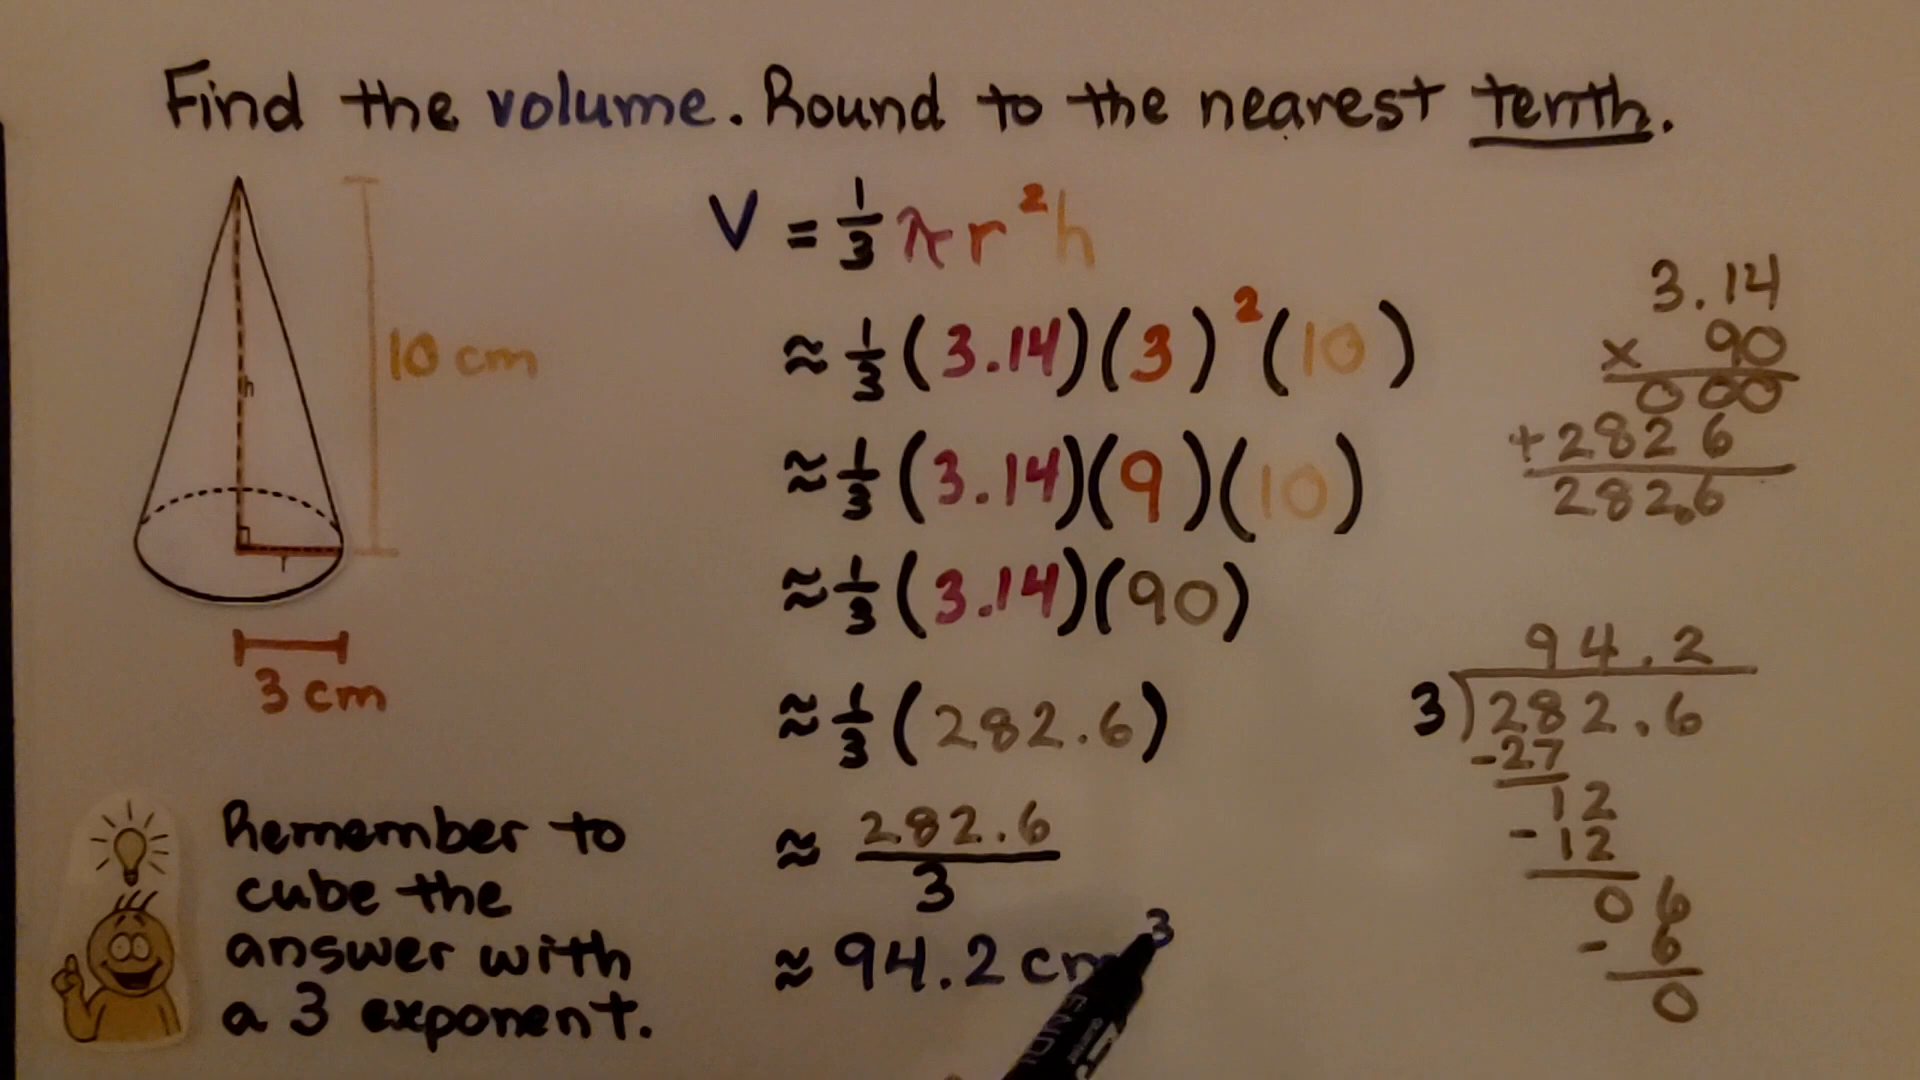 Find the volume. Round to the nearest tenth.
h
r
10 cm
3 cm
V = 1/3 π r² h
≈ 1/3 (3.14)(3)²(10)
≈ 1/3 (3.14)(9)(10)
≈ 1/3 (3.14)(90)
≈ 1/3 (282.6)
≈ 282.6/3
≈ 94.2 cm³
3.14
x 90
000
+2826
282.6
94.2
3)282.6
-27
12
-12
06
- 6
0
Remember to
cube the
answer with
a 3 exponent.